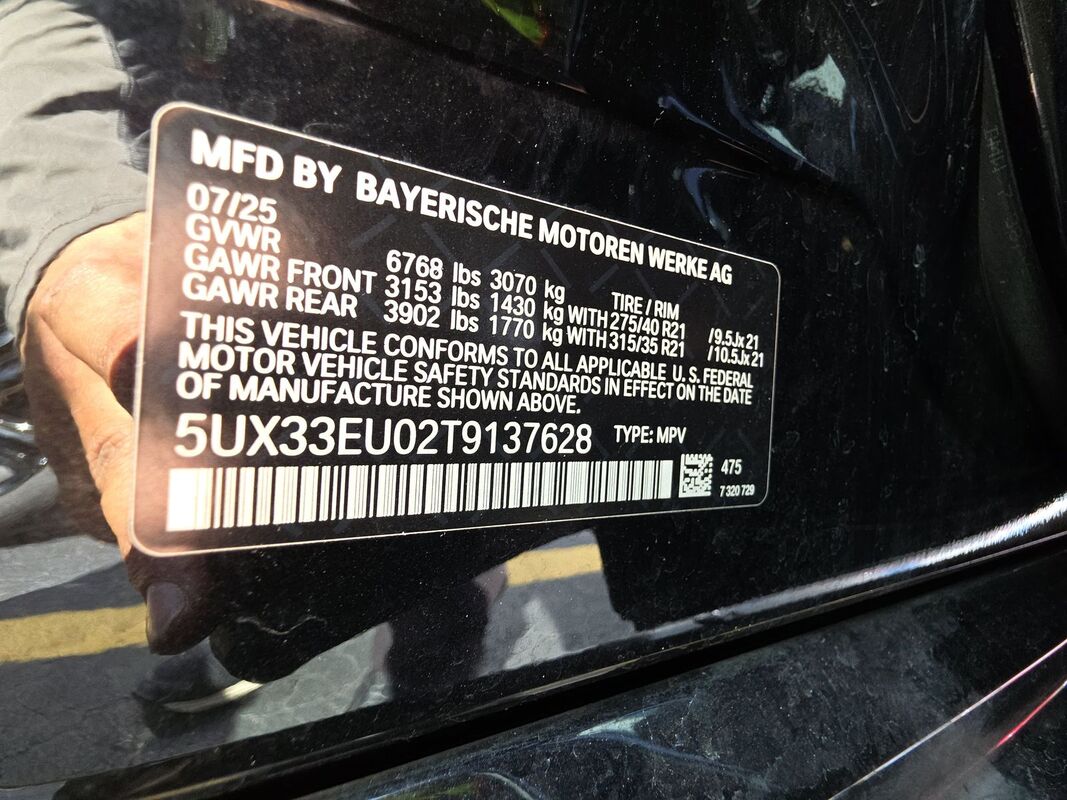 MFD BY BAYERISCHE MOTOREN WERKE AG
07/25
GVWR 6768 lbs 3070 kg TIRE / RIM
GAWR FRONT 3153 lbs 1430 kg WITH 275/40 R21 /9.5Jx21
GAWR REAR 3902 lbs 1770 kg WITH 315/35 R21 /10.5Jx21
THIS VEHICLE CONFORMS TO ALL APPLICABLE U.S. FEDERAL
MOTOR VEHICLE SAFETY STANDARDS IN EFFECT ON THE DATE
OF MANUFACTURE SHOWN ABOVE.
5UX33EU02T9137628 TYPE: MPV
475
7 320 729